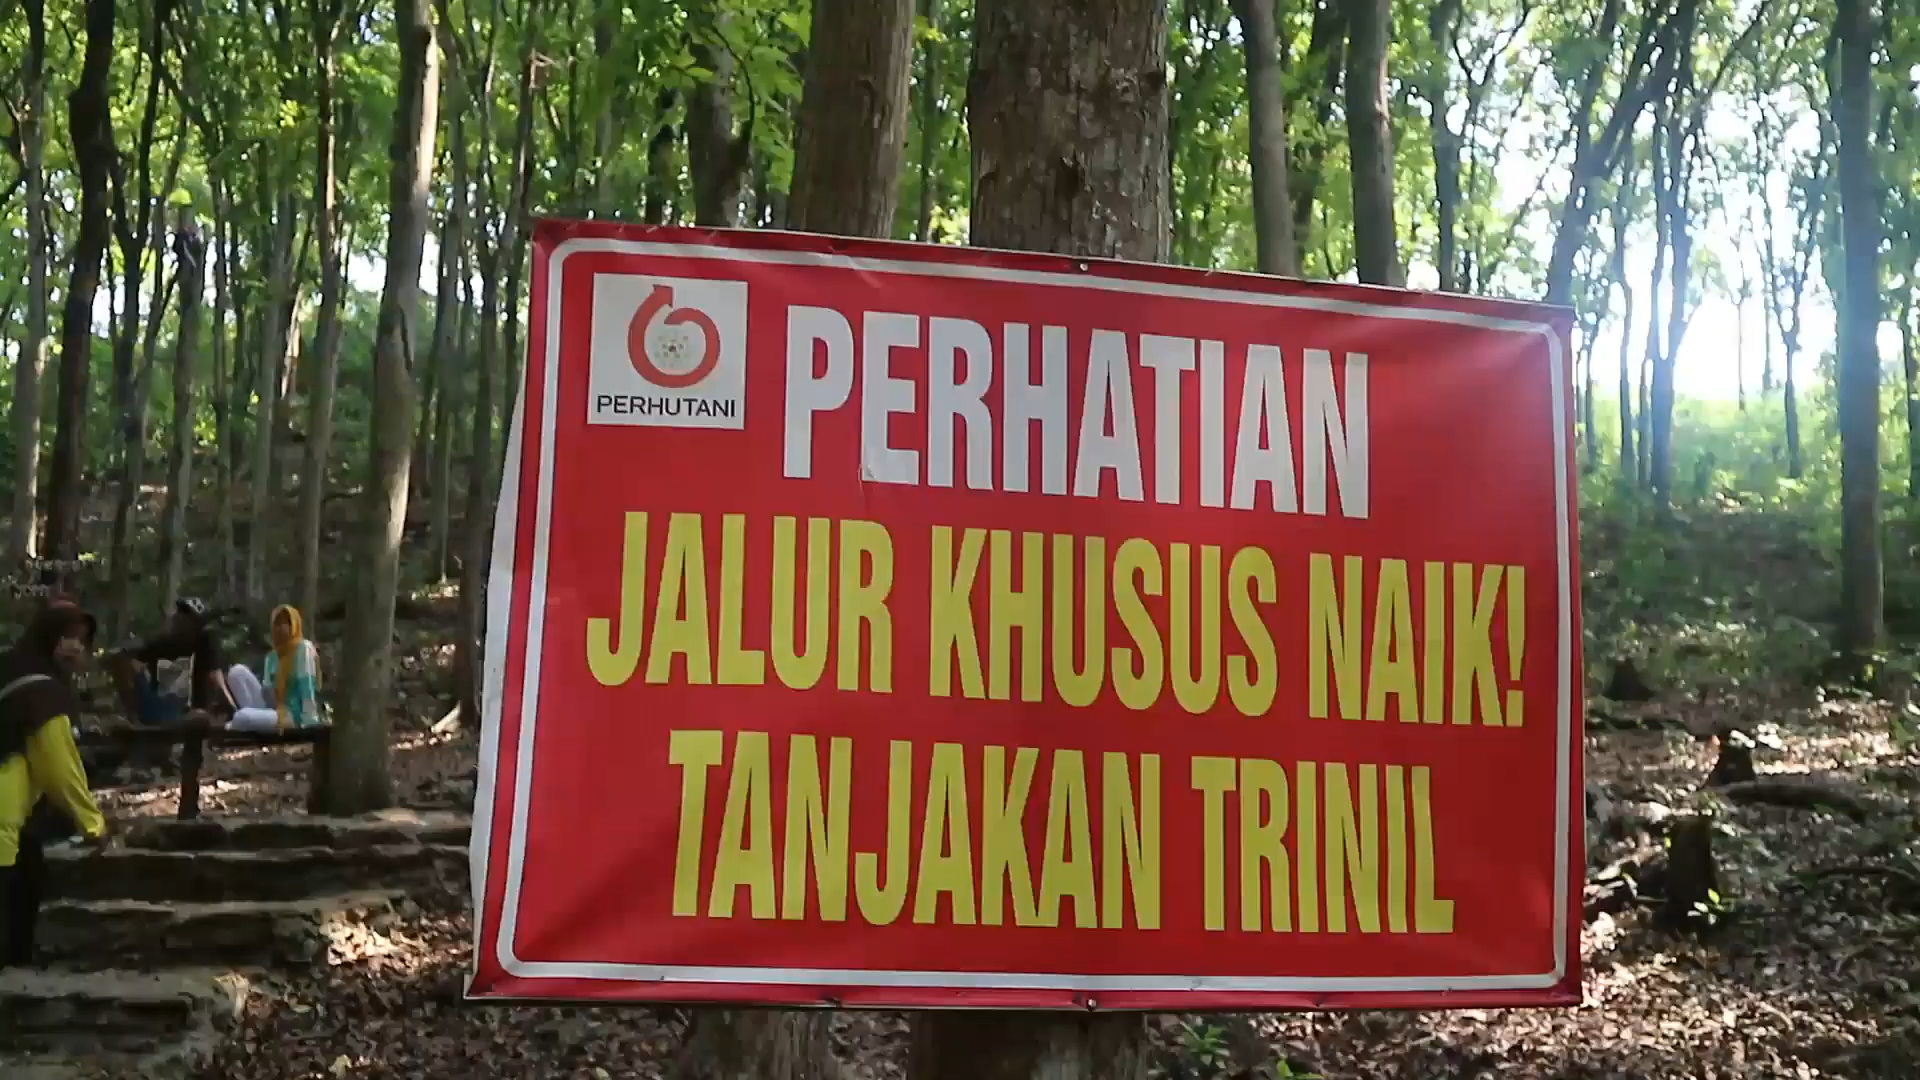 PERHUTANI
PERHATIAN
JALUR KHUSUS NAIK!
TANJAKAN TRINIL